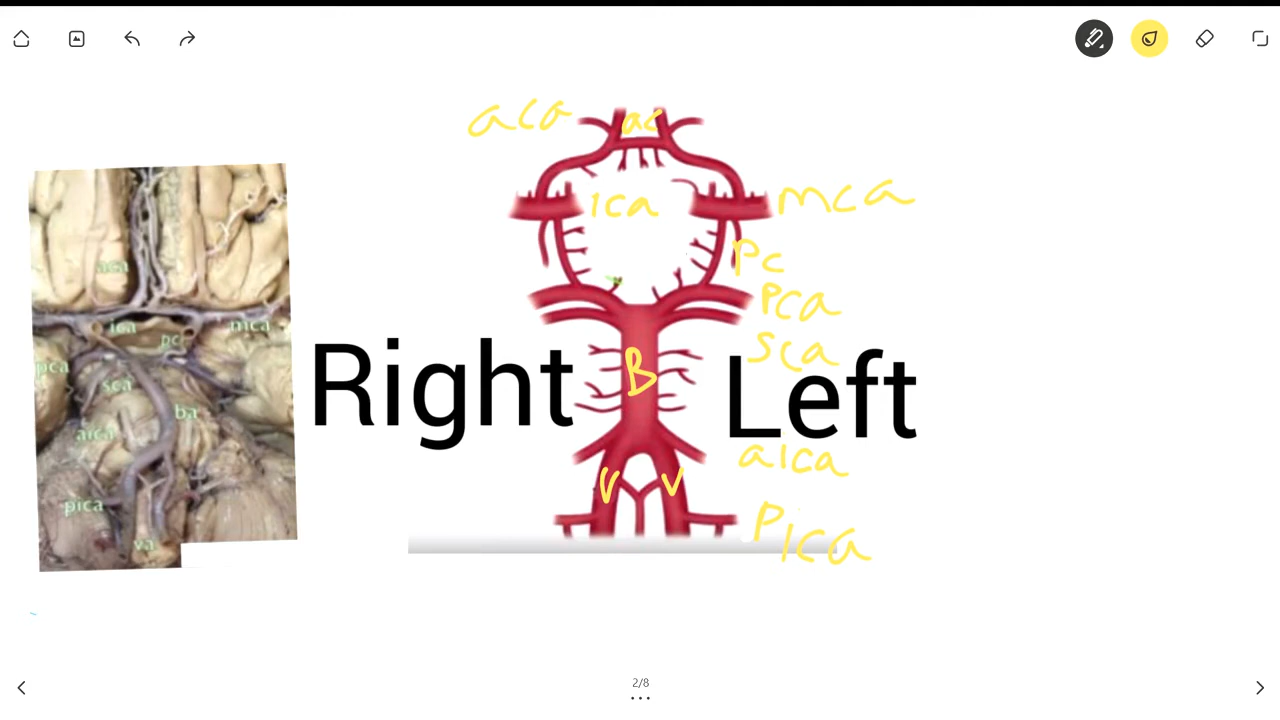 aca
ica
mca
pc
pca
sca
ba
aica
pica
va
aca
ac
ica
mca
pc
pca
sca
Right
B
Left
aica
V
V
pica
2/8